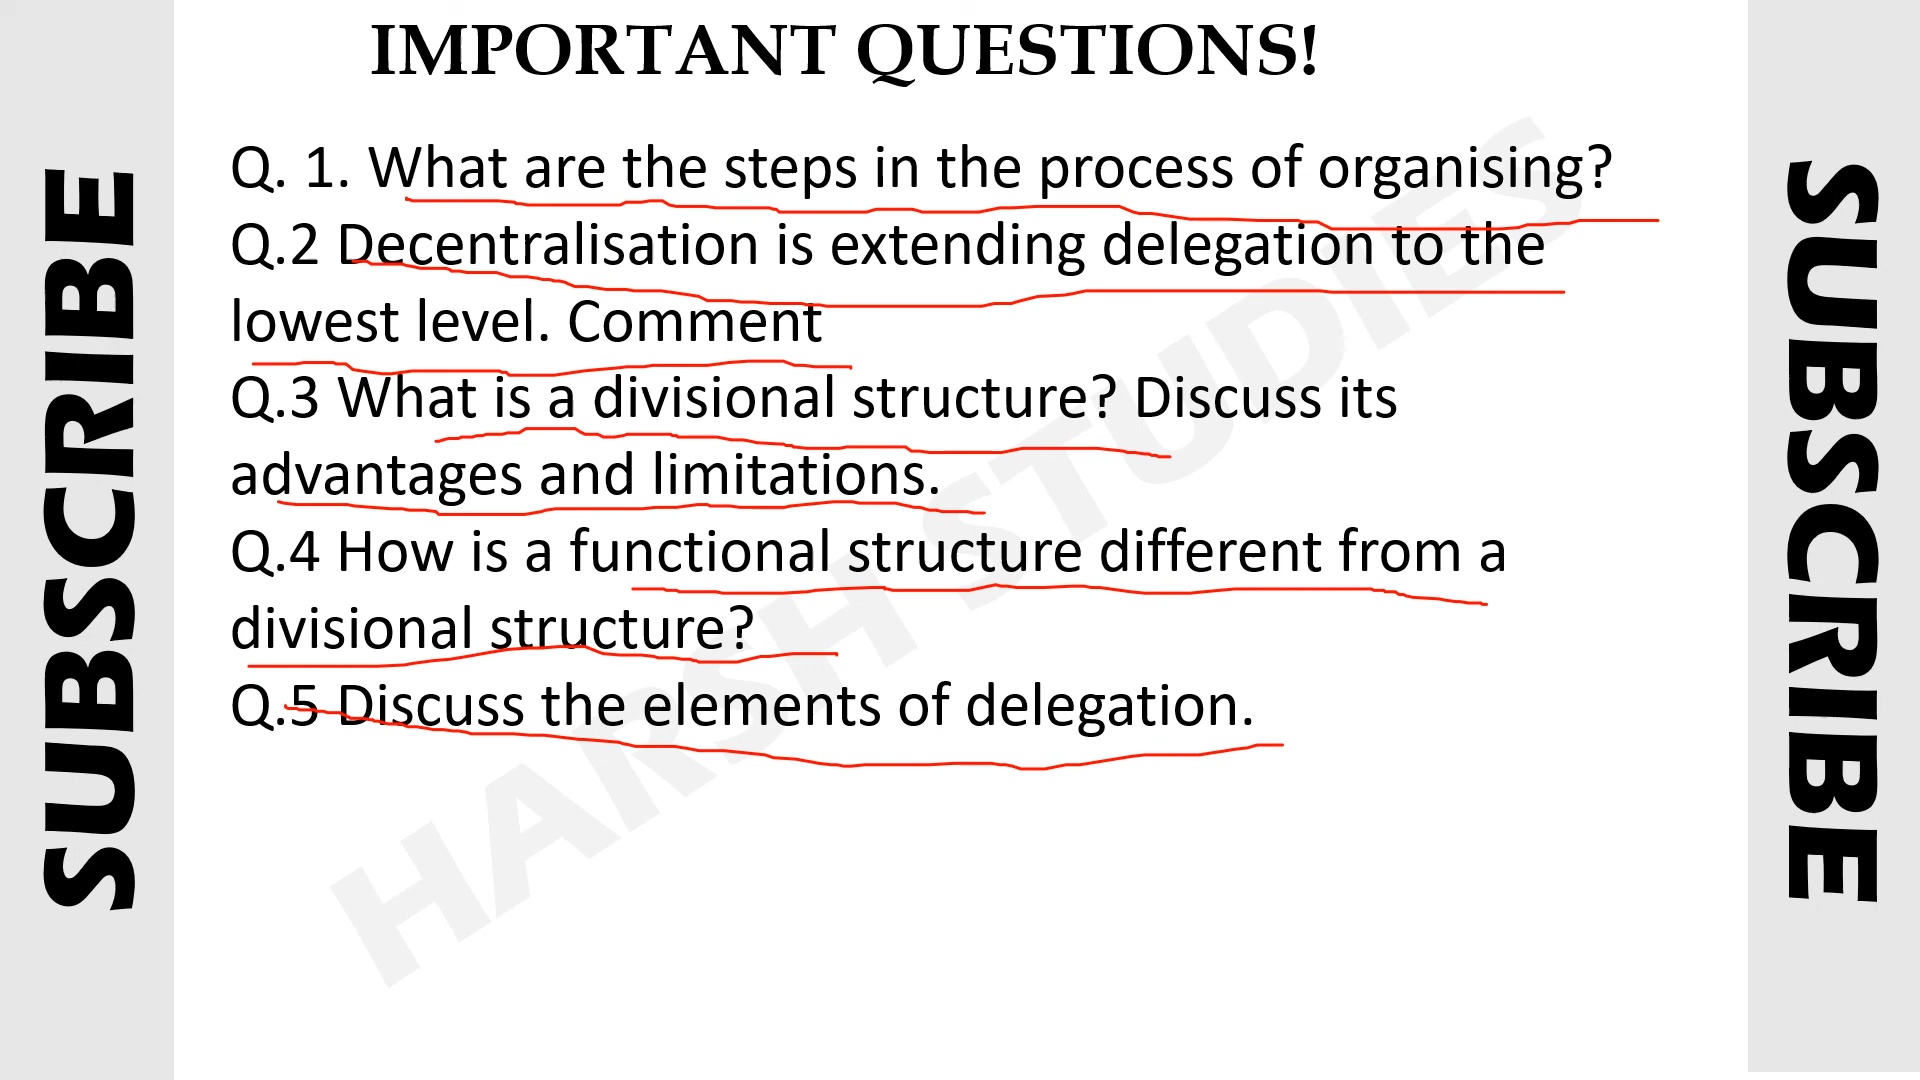 IMPORTANT QUESTIONS!
Q. 1. What are the steps in the process of organising?
Q.2 Decentralisation is extending delegation to the
lowest level. Comment
Q.3 What is a divisional structure? Discuss its
advantages and limitations.
Q.4 How is a functional structure different from a
divisional structure?
Q.5 Discuss the elements of delegation.
SUBSCRIBE
SUBSCRIBE
HARSH STUDIES